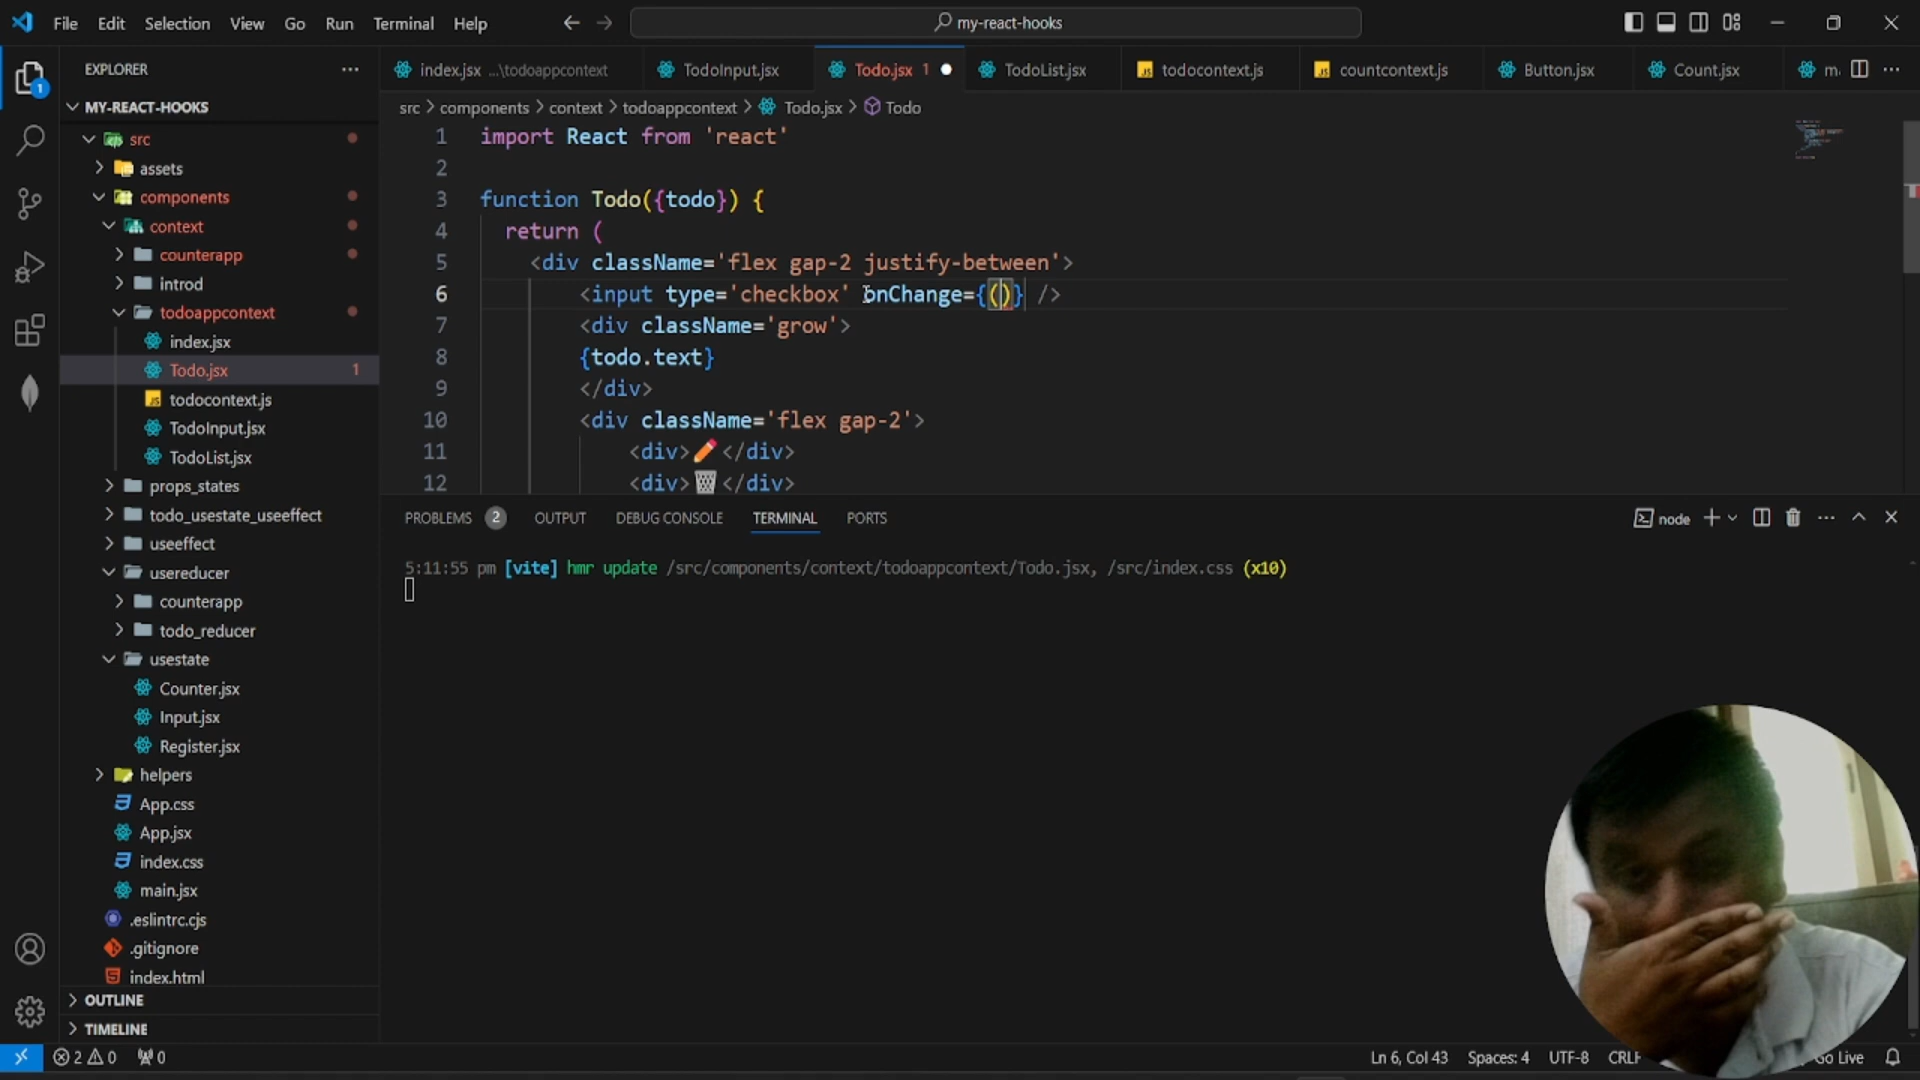 File Edit Selection View Go Run Terminal Help
my-react-hooks
EXPLORER
index.jsx ...\todoappcontext TodoInput.jsx Todo.jsx 1 TodoList.jsx todocontext.js countcontext.js Button.jsx Count.jsx
src > components > context > todoappcontext > Todo.jsx > Todo
1 import React from 'react'
2
3 function Todo({todo}) {
4 return (
5 <div className='flex gap-2 justify-between'>
6 <input type='checkbox' onChange={()} />
7 <div className='grow'>
8 {todo.text}
9 </div>
10 <div className='flex gap-2'>
11 <div>✏️</div>
12 <div>🗑️</div>
MY-REACT-HOOKS
src
assets
components
context
counterapp
introd
todoappcontext
index.jsx
Todo.jsx 1
todocontext.js
TodoInput.jsx
TodoList.jsx
props_states
todo_usestate_useeffect
useeffect
usereducer
counterapp
todo_reducer
usestate
Counter.jsx
Input.jsx
Register.jsx
helpers
App.css
App.jsx
index.css
main.jsx
.eslintrc.cjs
.gitignore
index.html
OUTLINE
TIMELINE
PROBLEMS 2 OUTPUT DEBUG CONSOLE TERMINAL PORTS
node
5:11:55 pm [vite] hmr update /src/components/context/todoappcontext/Todo.jsx, /src/index.css (x10)
2 0 0
Ln 6, Col 43 Spaces: 4 UTF-8 CRLF Go Live